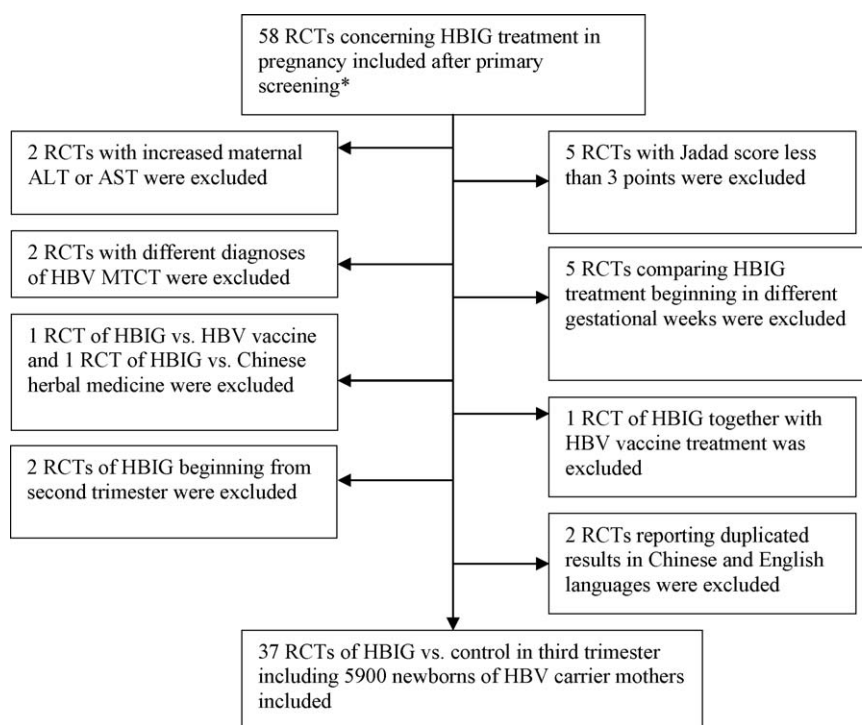 58 RCTs concerning HBIG treatment in
pregnancy included after primary
screening*
2 RCTs with increased maternal
ALT or AST were excluded
5 RCTs with Jadad score less
than 3 points were excluded
2 RCTs with different diagnoses
of HBV MTCT were excluded
5 RCTs comparing HBIG
treatment beginning in different
gestational weeks were excluded
1 RCT of HBIG vs. HBV vaccine
and 1 RCT of HBIG vs. Chinese
herbal medicine were excluded
1 RCT of HBIG together with
HBV vaccine treatment was
excluded
2 RCTs of HBIG beginning from
second trimester were excluded
2 RCTs reporting duplicated
results in Chinese and English
languages were excluded
37 RCTs of HBIG vs. control in third trimester
including 5900 newborns of HBV carrier mothers
included